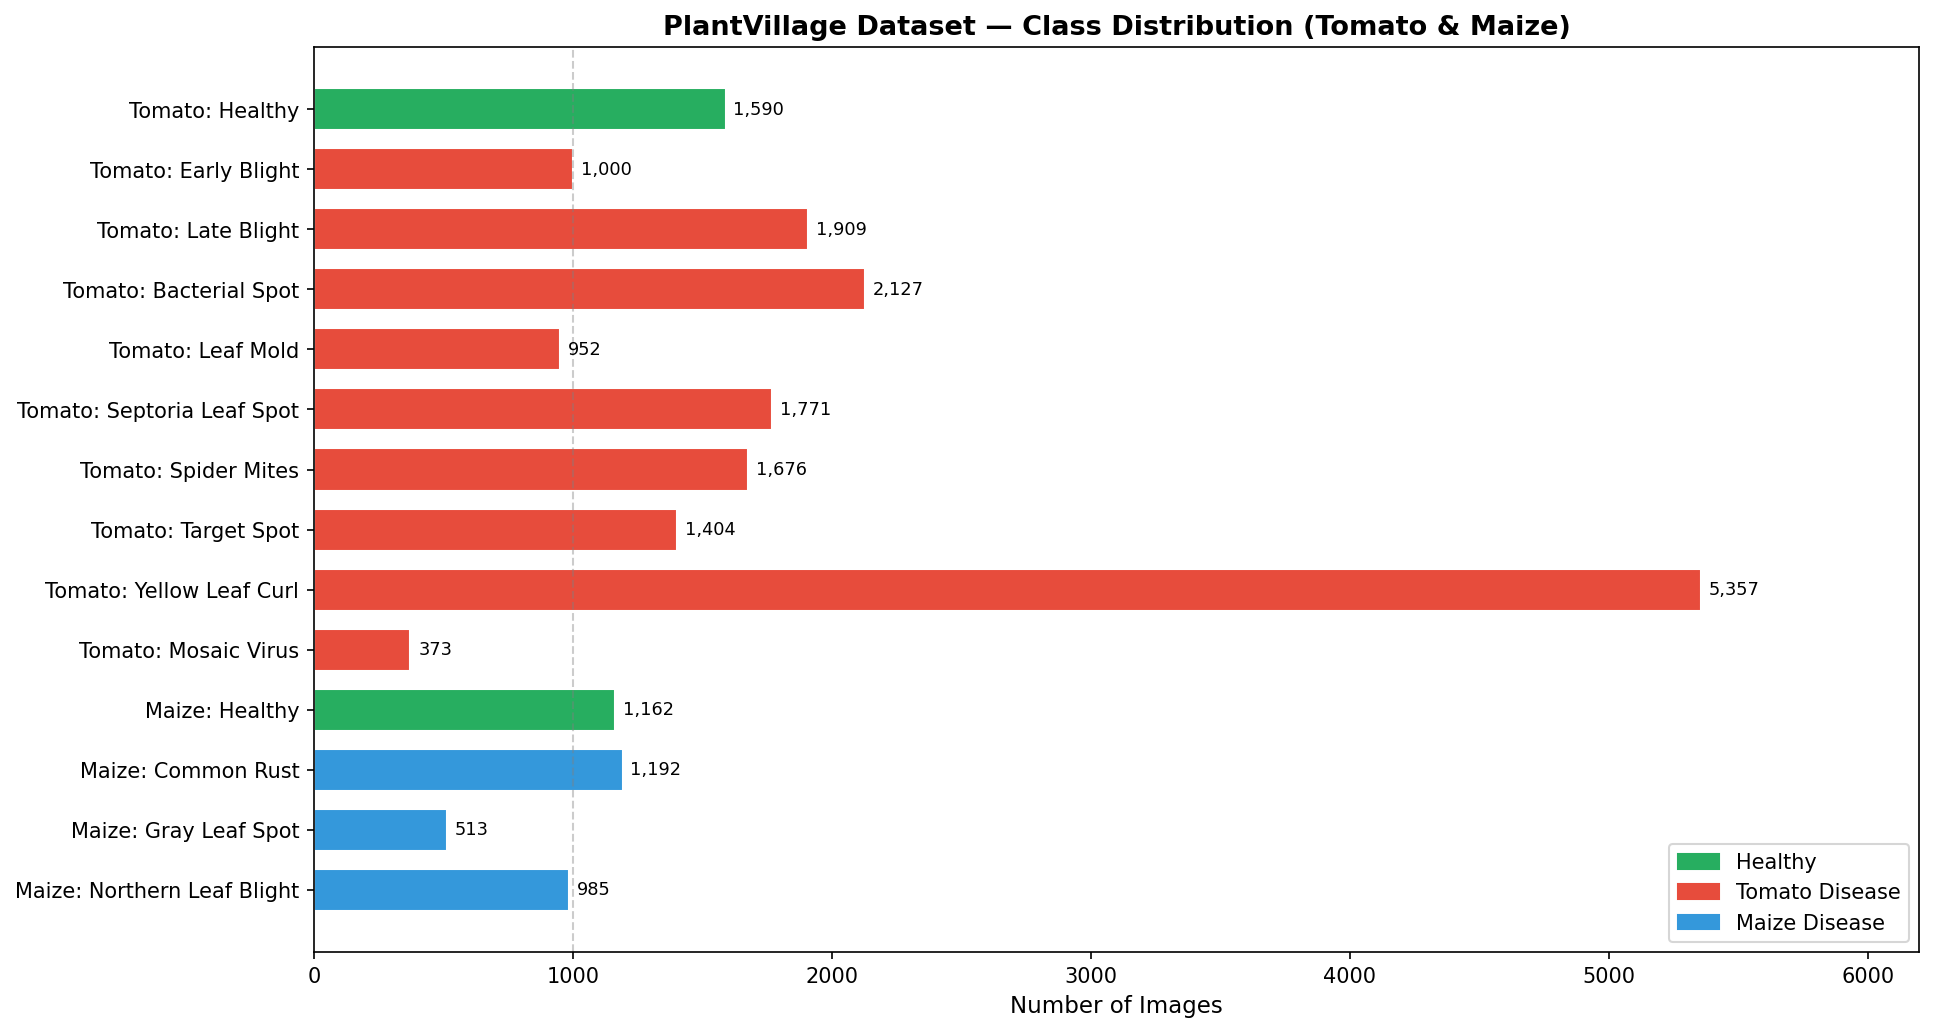 PlantVillage Dataset — Class Distribution (Tomato & Maize)
Tomato: Healthy 1,590
Tomato: Early Blight 1,000
Tomato: Late Blight 1,909
Tomato: Bacterial Spot 2,127
Tomato: Leaf Mold 952
Tomato: Septoria Leaf Spot 1,771
Tomato: Spider Mites 1,676
Tomato: Target Spot 1,404
Tomato: Yellow Leaf Curl 5,357
Tomato: Mosaic Virus 373
Maize: Healthy 1,162
Maize: Common Rust 1,192
Maize: Gray Leaf Spot 513
Maize: Northern Leaf Blight 985
Healthy
Tomato Disease
Maize Disease
0 1000 2000 3000 4000 5000 6000
Number of Images